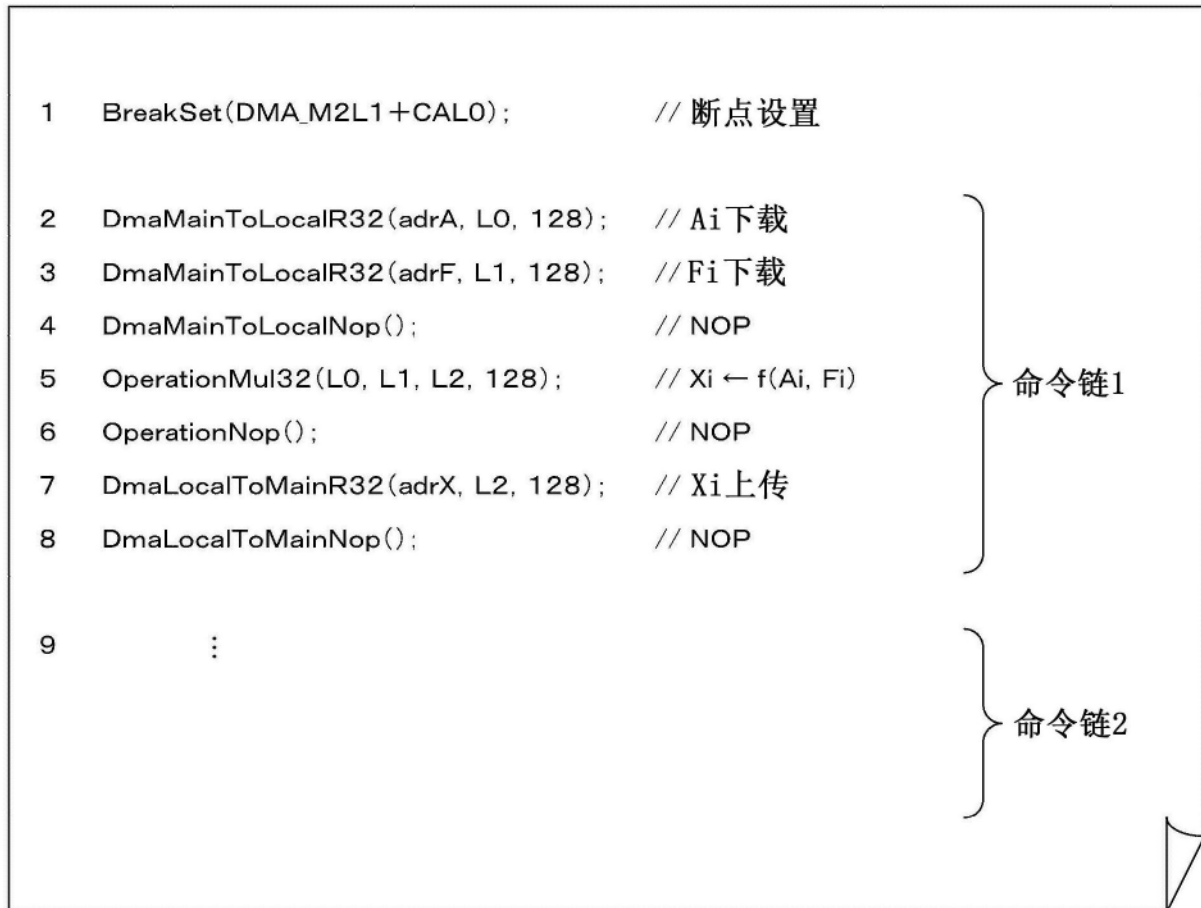 1 BreakSet(DMA_M2L1+CAL0); // 断点设置
2 DmaMainToLocalR32(adrA, L0, 128); // Ai下载
3 DmaMainToLocalR32(adrF, L1, 128); // Fi下载
4 DmaMainToLocalNop(); // NOP
5 OperationMul32(L0, L1, L2, 128); // Xi ← f(Ai, Fi)
命令链1
6 OperationNop(); // NOP
7 DmaLocalToMainR32(adrX, L2, 128); // Xi上传
8 DmaLocalToMainNop(); // NOP
9 ⋮
命令链2